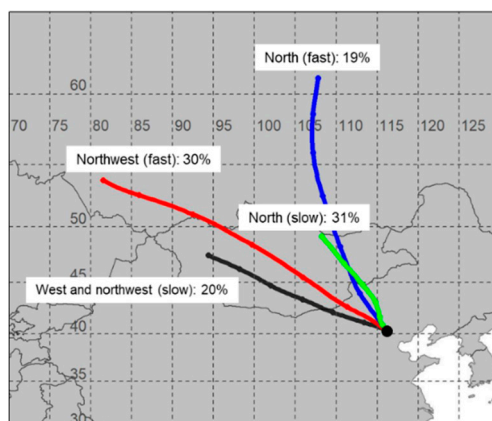 North (fast): 19%
60
70 75 80 85 90 95 100 105 110 115 120 125
Northwest (fast): 30%
North (slow): 31%
50
West and northwest (slow): 20%
40
35
30